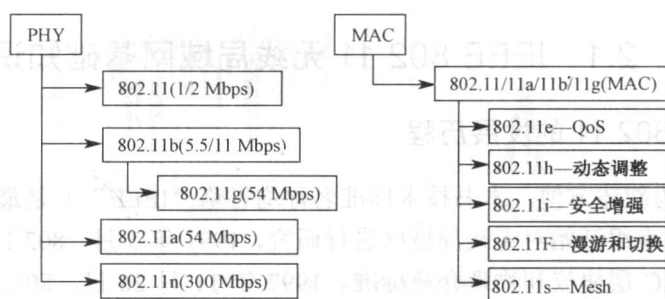 PHY
802.11(1/2 Mbps)
802.11b(5.5/11 Mbps)
802.11g(54 Mbps)
802.11a(54 Mbps)
802.11n(300 Mbps)
MAC
802.11/11a/11b/11g(MAC)
802.11e—QoS
802.11h—动态调整
802.11i—安全增强
802.11F—漫游和切换
802.11s—Mesh